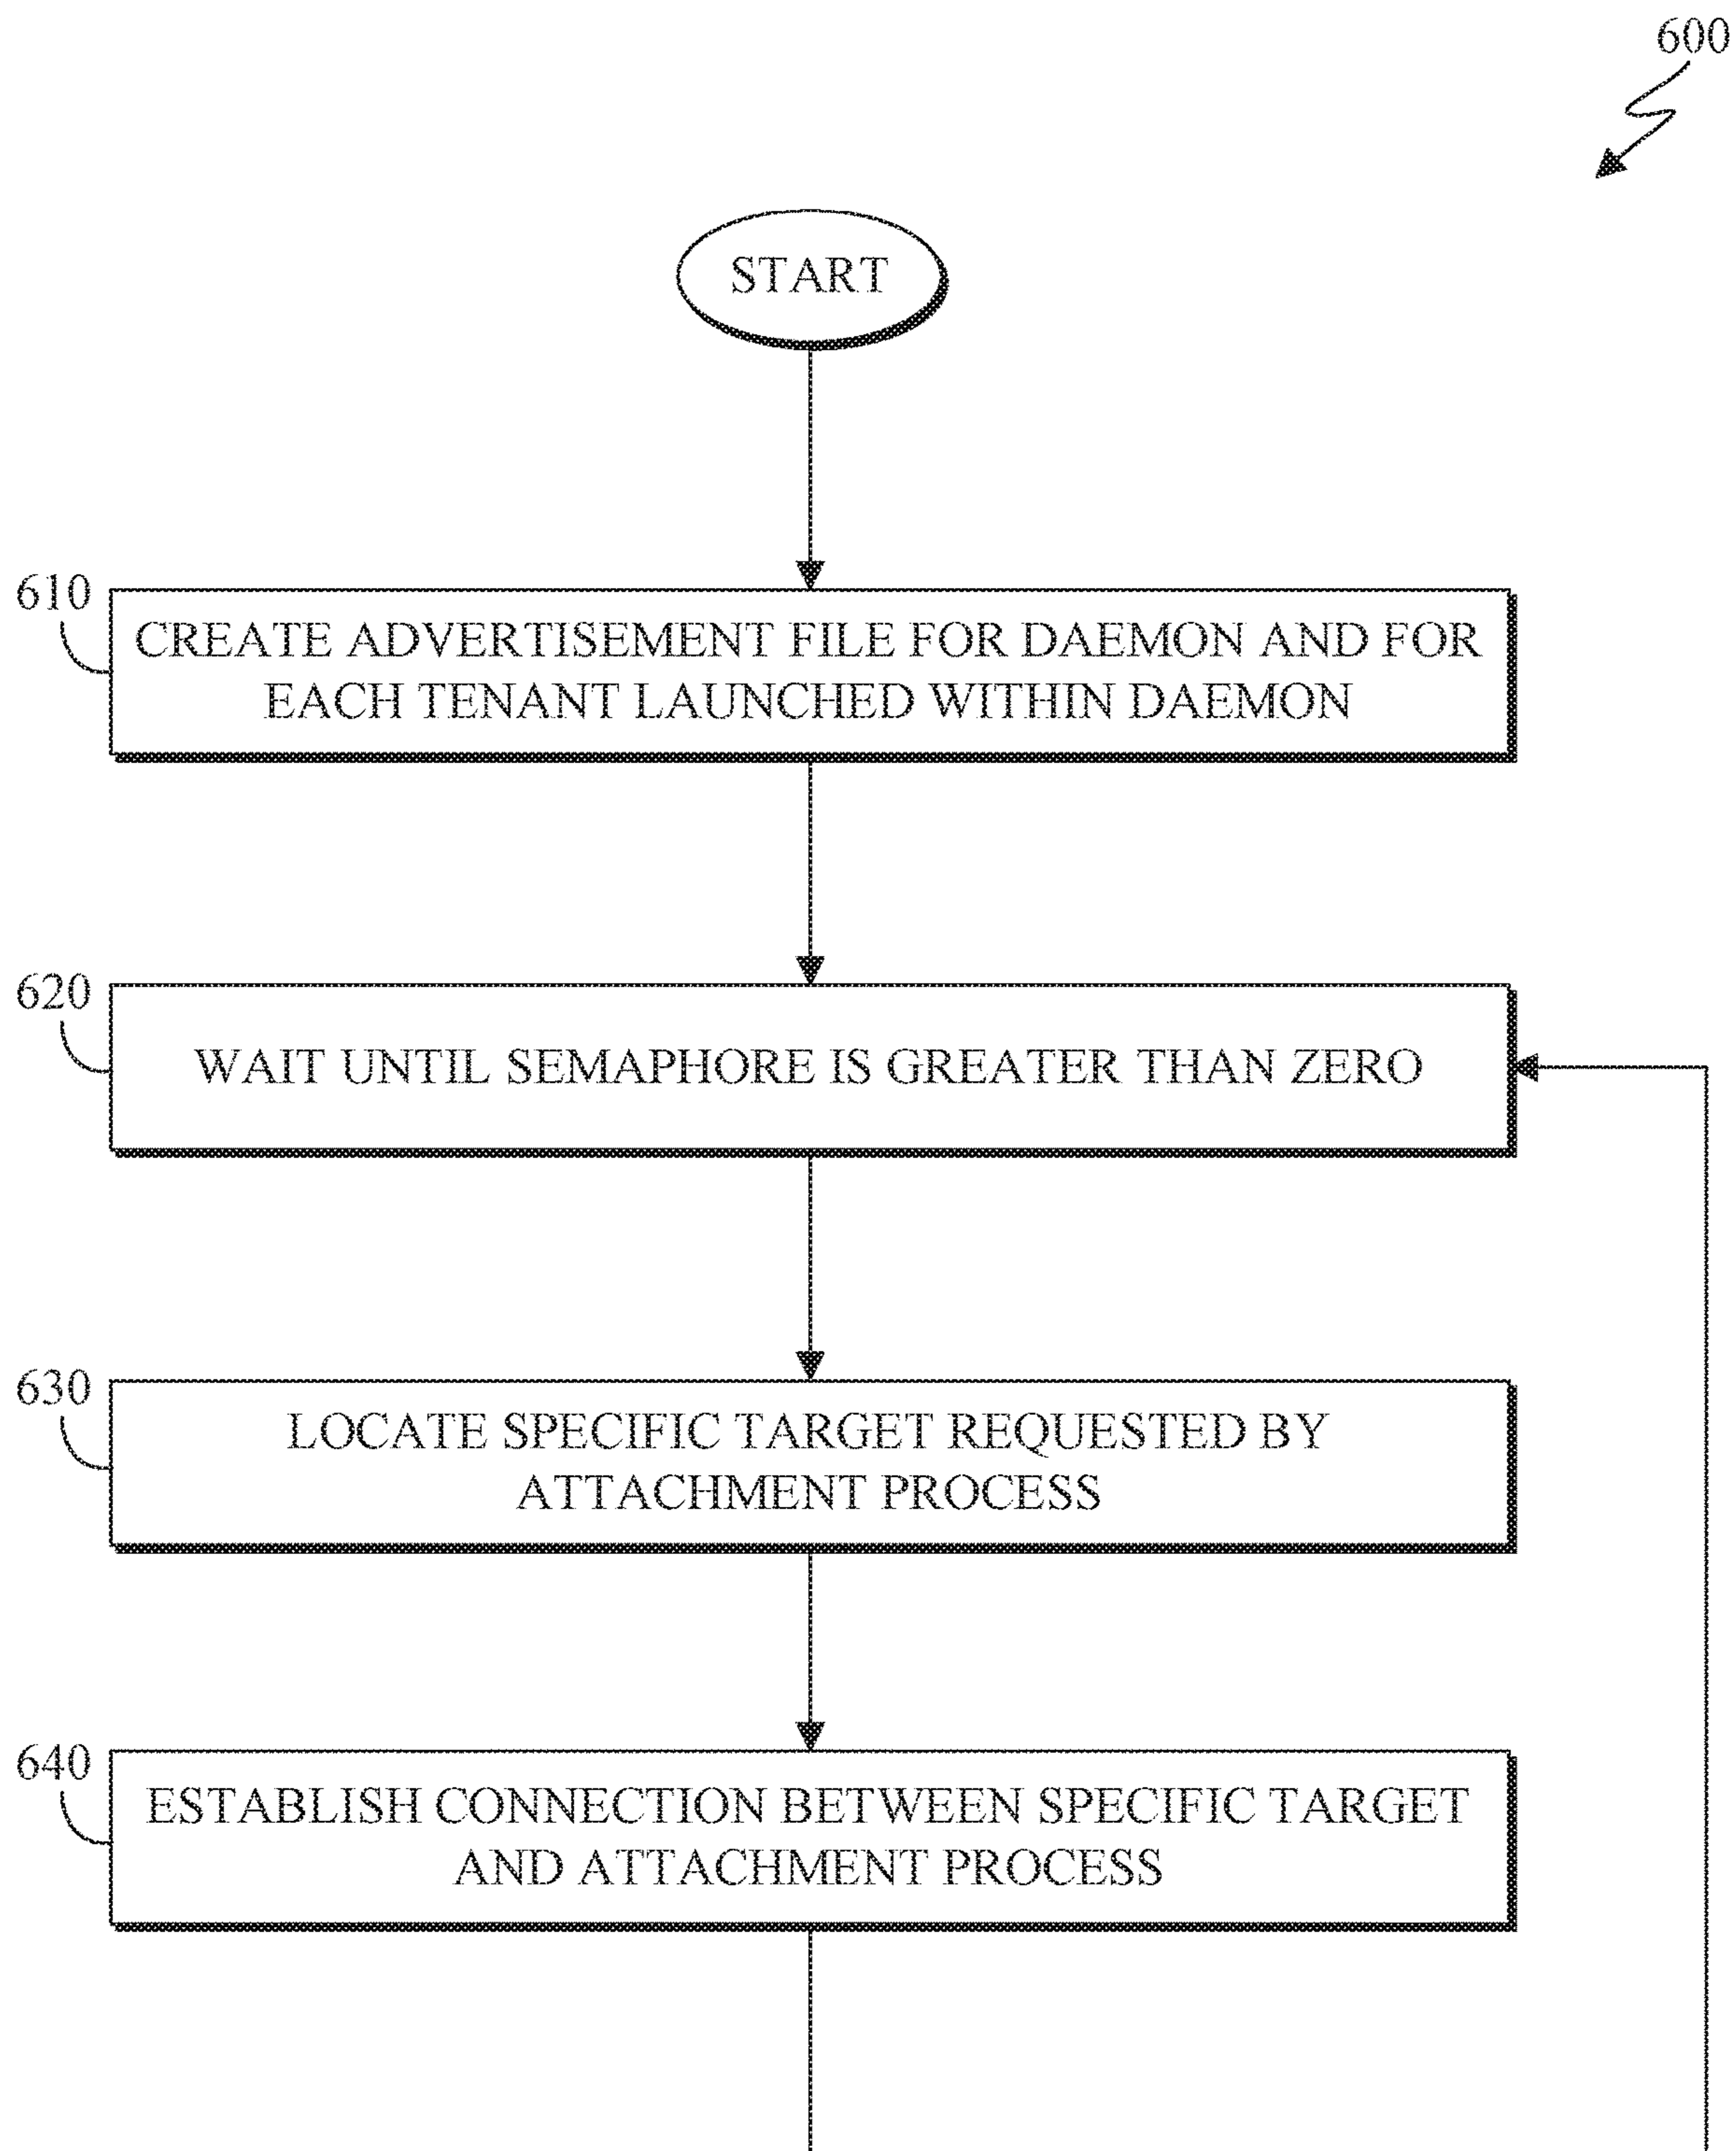 600
START
610
CREATE ADVERTISEMENT FILE FOR DAEMON AND FOR
EACH TENANT LAUNCHED WITHIN DAEMON
620
WAIT UNTIL SEMAPHORE IS GREATER THAN ZERO
630
LOCATE SPECIFIC TARGET REQUESTED BY
ATTACHMENT PROCESS
640
ESTABLISH CONNECTION BETWEEN SPECIFIC TARGET
AND ATTACHMENT PROCESS